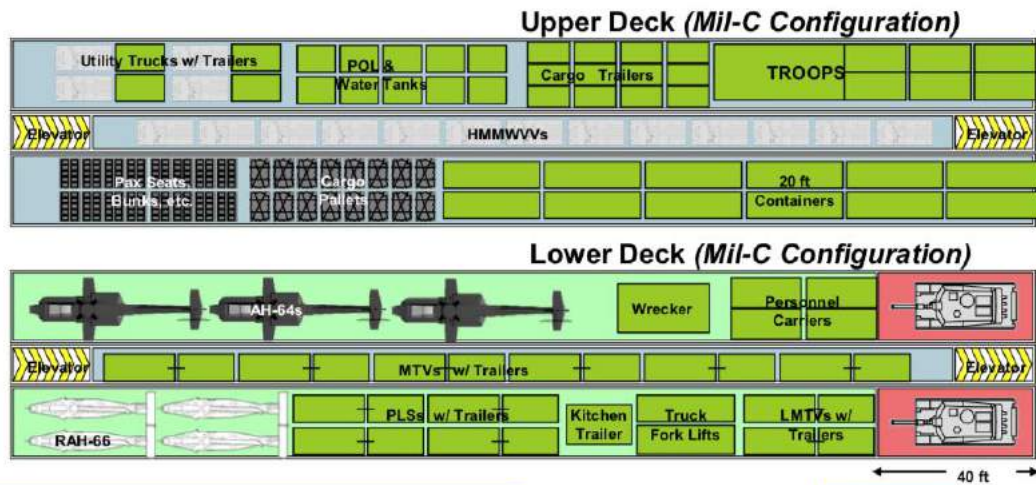 Upper Deck (Mil-C Configuration)
Utility Trucks w/ Trailers
POL &
Water Tanks
Cargo Trailers
TROOPS
Elevator
HMMWVVs
Elevator
Pax Seats,
Bunks, etc.
Cargo
Pallets
20 ft
Containers
Lower Deck (Mil-C Configuration)
AH-64s
Wrecker
Personnel
Carriers
Elevator
MTVs w/ Trailers
Elevator
RAH-66
PLSs w/ Trailers
Kitchen
Trailer
Truck
Fork Lifts
LMTVs w/
Trailers
40 ft